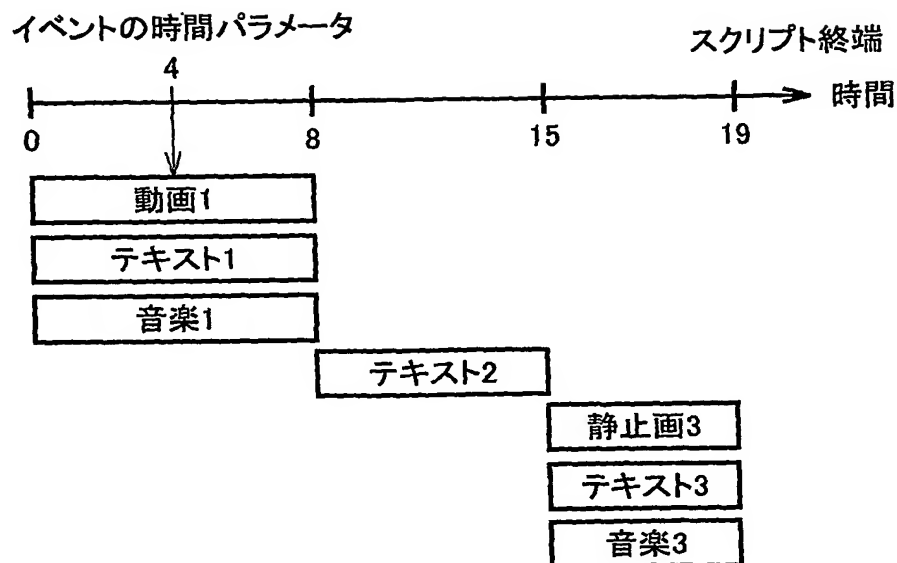 イベントの時間パラメータ
スクリプト終端
4
時間
0
8
15
19
動画1
テキスト1
音楽1
テキスト2
静止画3
テキスト3
音楽3